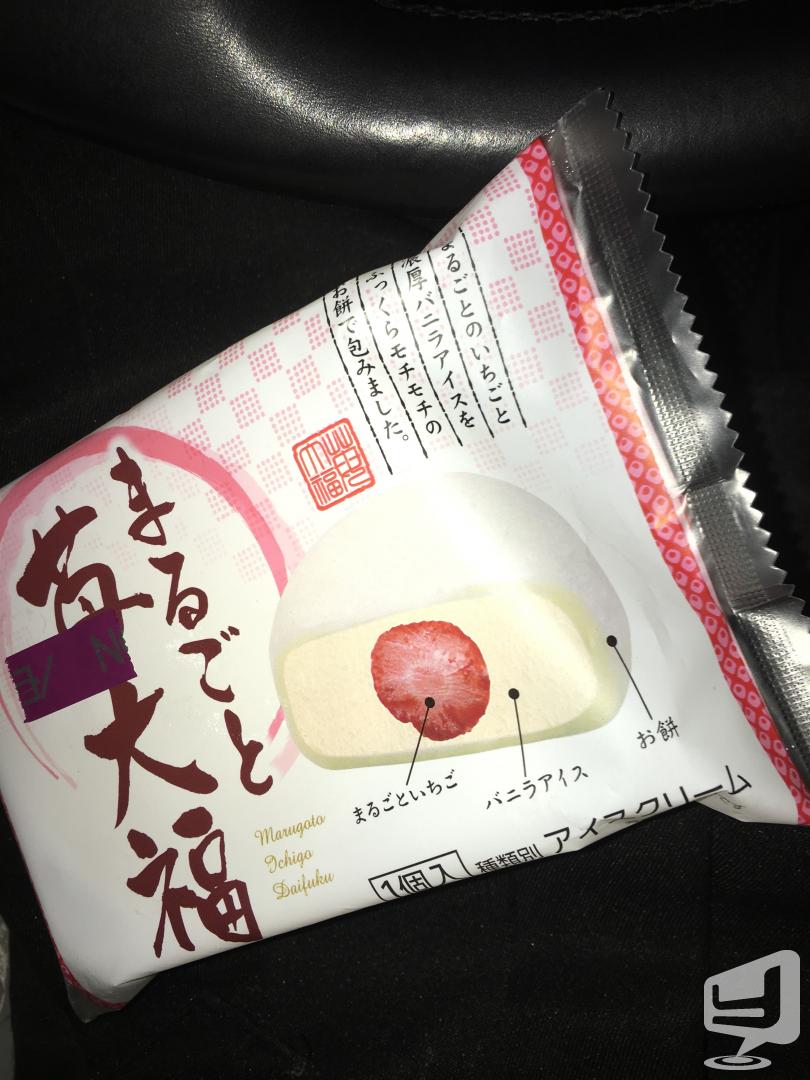 まるごとのいちごと
濃厚バニラアイスを
ふっくらモチモチの
お餅で包みました。
苺大福
まるごと
苺大福
Marugoto
Ichigo
Daifuku
まるごといちご
バニラアイス
お餅
1個入
種類別
アイスクリーム